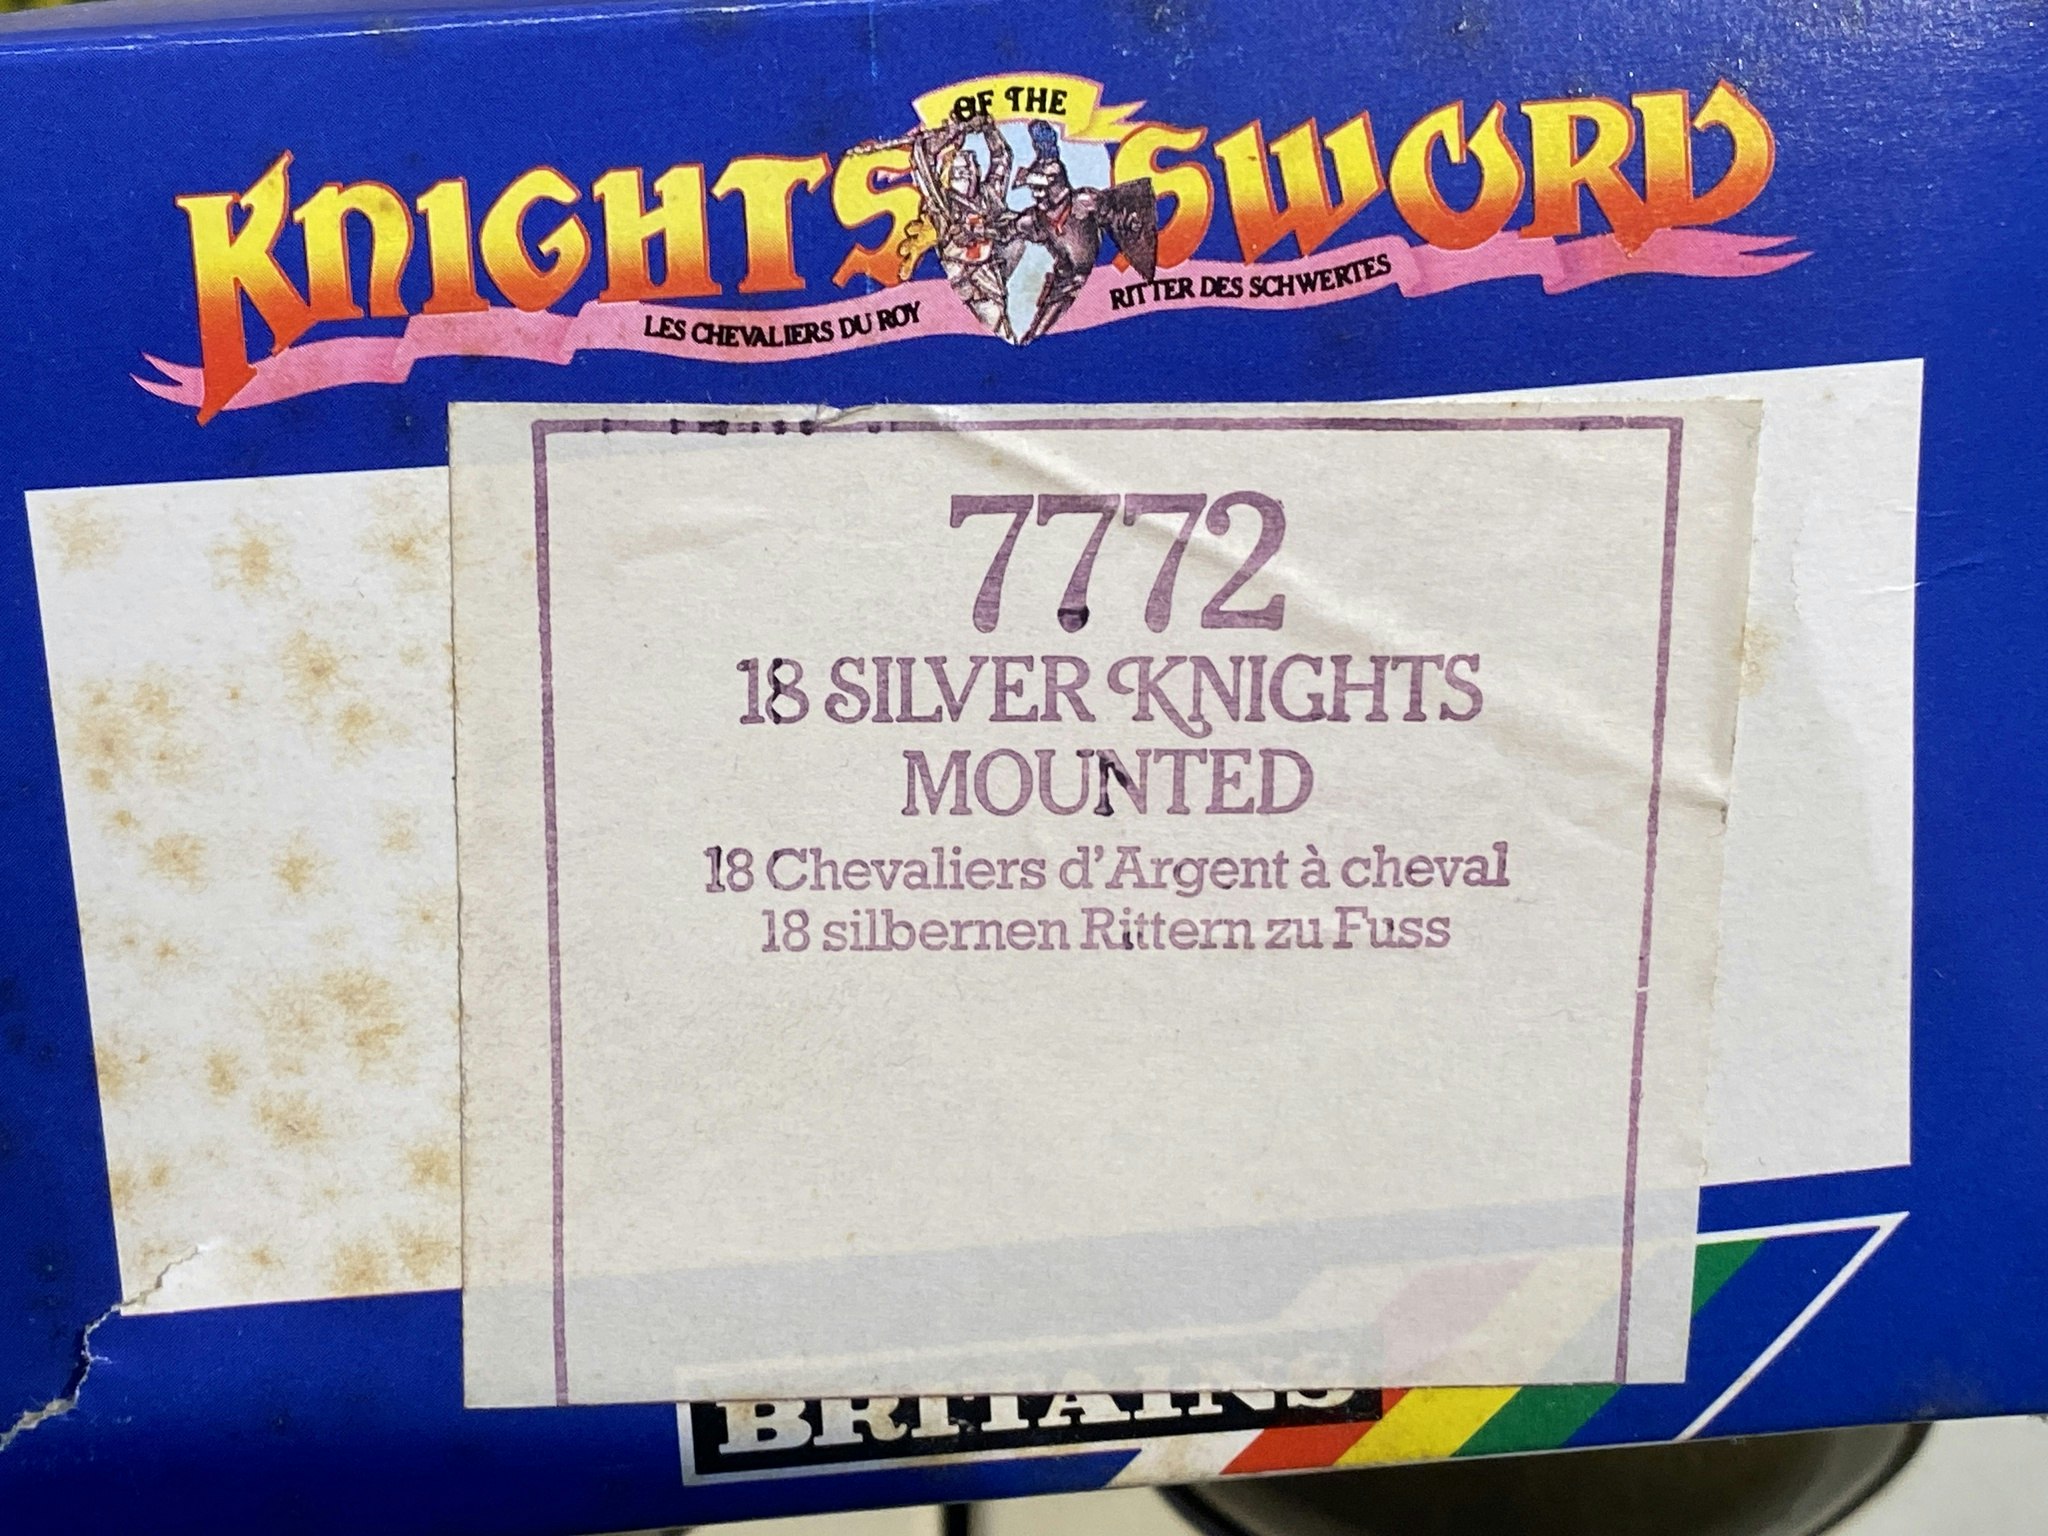 OF THE
KNIGHTS SWORD
LES CHEVALIERS DU ROY RITTER DES SCHWERTES
7772
18 SILVER KNIGHTS
MOUNTED
18 Chevaliers d'Argent à cheval
18 silbernen Rittern zu Fuss
BRITAINS